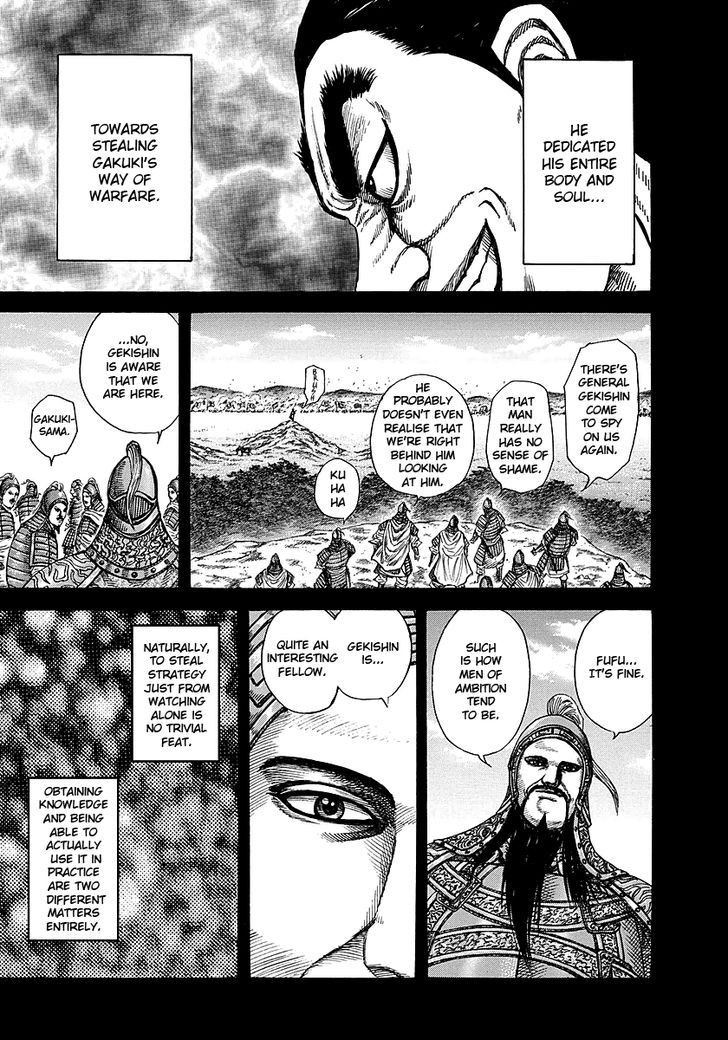 HE
DEDICATED
HIS ENTIRE
BODY AND
SOUL...
TOWARDS
STEALING
GAKUKI'S
WAY OF
WARFARE.
THERE'S
GENERAL
GEKISHIN
COME
TO SPY
ON US
AGAIN.
THAT
MAN
REALLY
HAS NO
SENSE OF
SHAME.
HE
PROBABLY
DOESN'T EVEN
REALISE THAT
WE'RE RIGHT
BEHIND HIM
LOOKING
AT HIM.
KU
HA
HA
...NO,
GEKISHIN
IS AWARE
THAT WE
ARE HERE.
GAKUKI-
SAMA.
FUFU...
IT'S FINE.
SUCH
IS HOW
MEN OF
AMBITION
TEND
TO BE.
GEKISHIN
IS...
QUITE AN
INTERESTING
FELLOW.
NATURALLY,
TO STEAL
STRATEGY
JUST FROM
WATCHING
ALONE IS
NO TRIVIAL
FEAT.
OBTAINING
KNOWLEDGE
AND BEING
ABLE TO
ACTUALLY
USE IT IN
PRACTICE
ARE TWO
DIFFERENT
MATTERS
ENTIRELY.